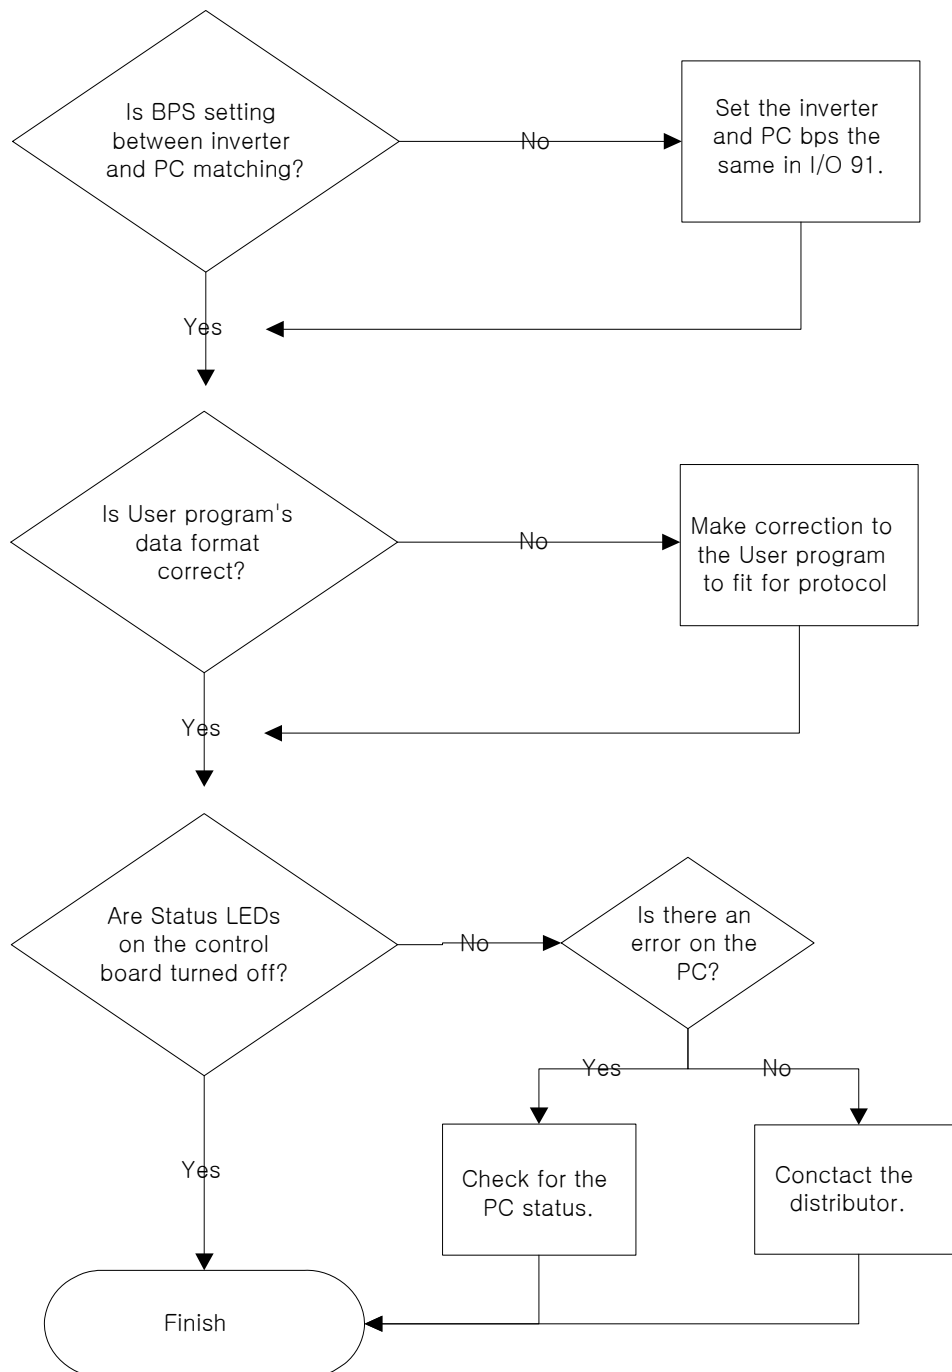 Is BPS setting
between inverter
and PC matching?
No
Set the inverter
and PC bps the
same in I/O 91.
Yes
Is User program's
data format
correct?
No
Make correction to
the User program
to fit for protocol
Yes
Are Status LEDs
on the control
board turned off?
No
Is there an
error on the
PC?
Yes
No
Yes
Check for the
PC status.
Conctact the
distributor.
Finish